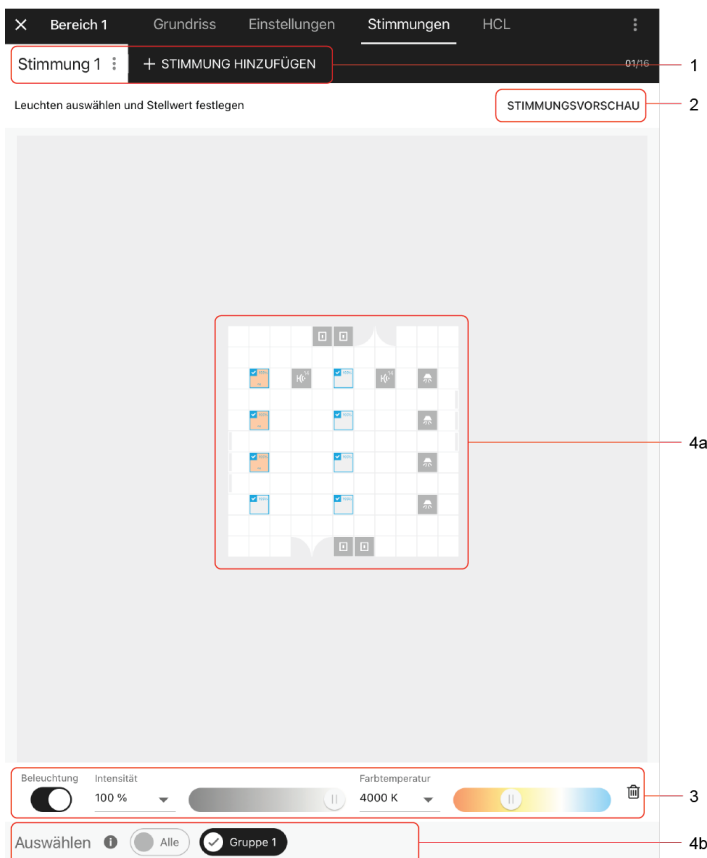 Bereich 1 Grundriss Einstellungen Stimmungen HCL
Stimmung 1 + STIMMUNG HINZUFÜGEN 01/16 1
Leuchten auswählen und Stellwert festlegen STIMMUNGSVORSCHAU 2
4a
Beleuchtung Intensität Farbtemperatur
100 % 4000 K 3
Auswählen Alle Gruppe 1 4b